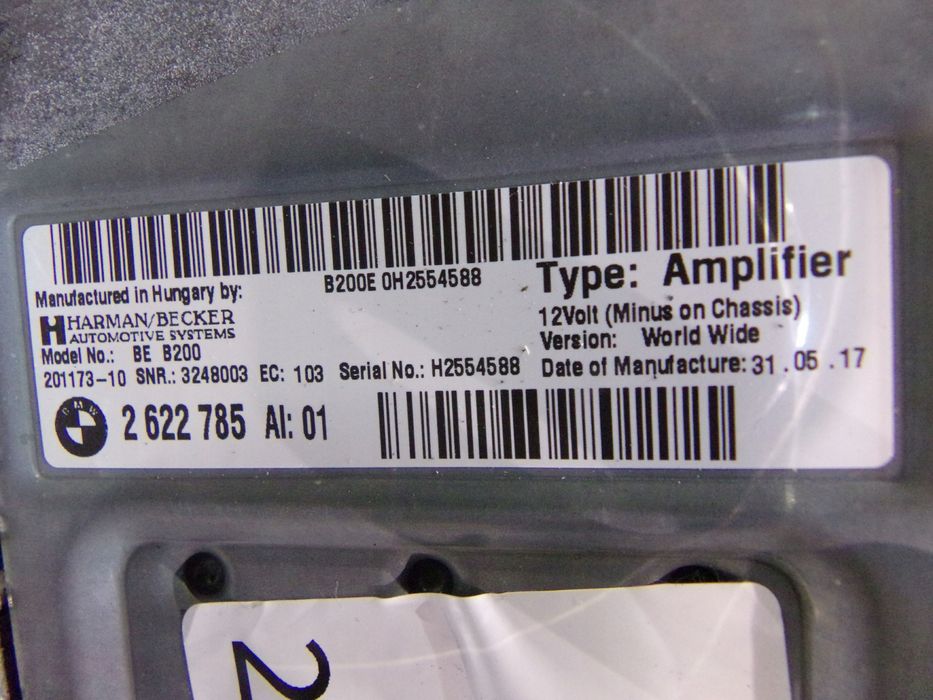 B200E 0H2554588
Manufactured in Hungary by:
HARMAN/BECKER
AUTOMOTIVE SYSTEMS
Model No.: BE B200
201173-10 SNR.: 3248003 EC: 103 Serial No.: H2554588
BMW
2 622 785 AI: 01
Type: Amplifier
12Volt (Minus on Chassis)
Version: World Wide
Date of Manufacture: 31.05.17
2